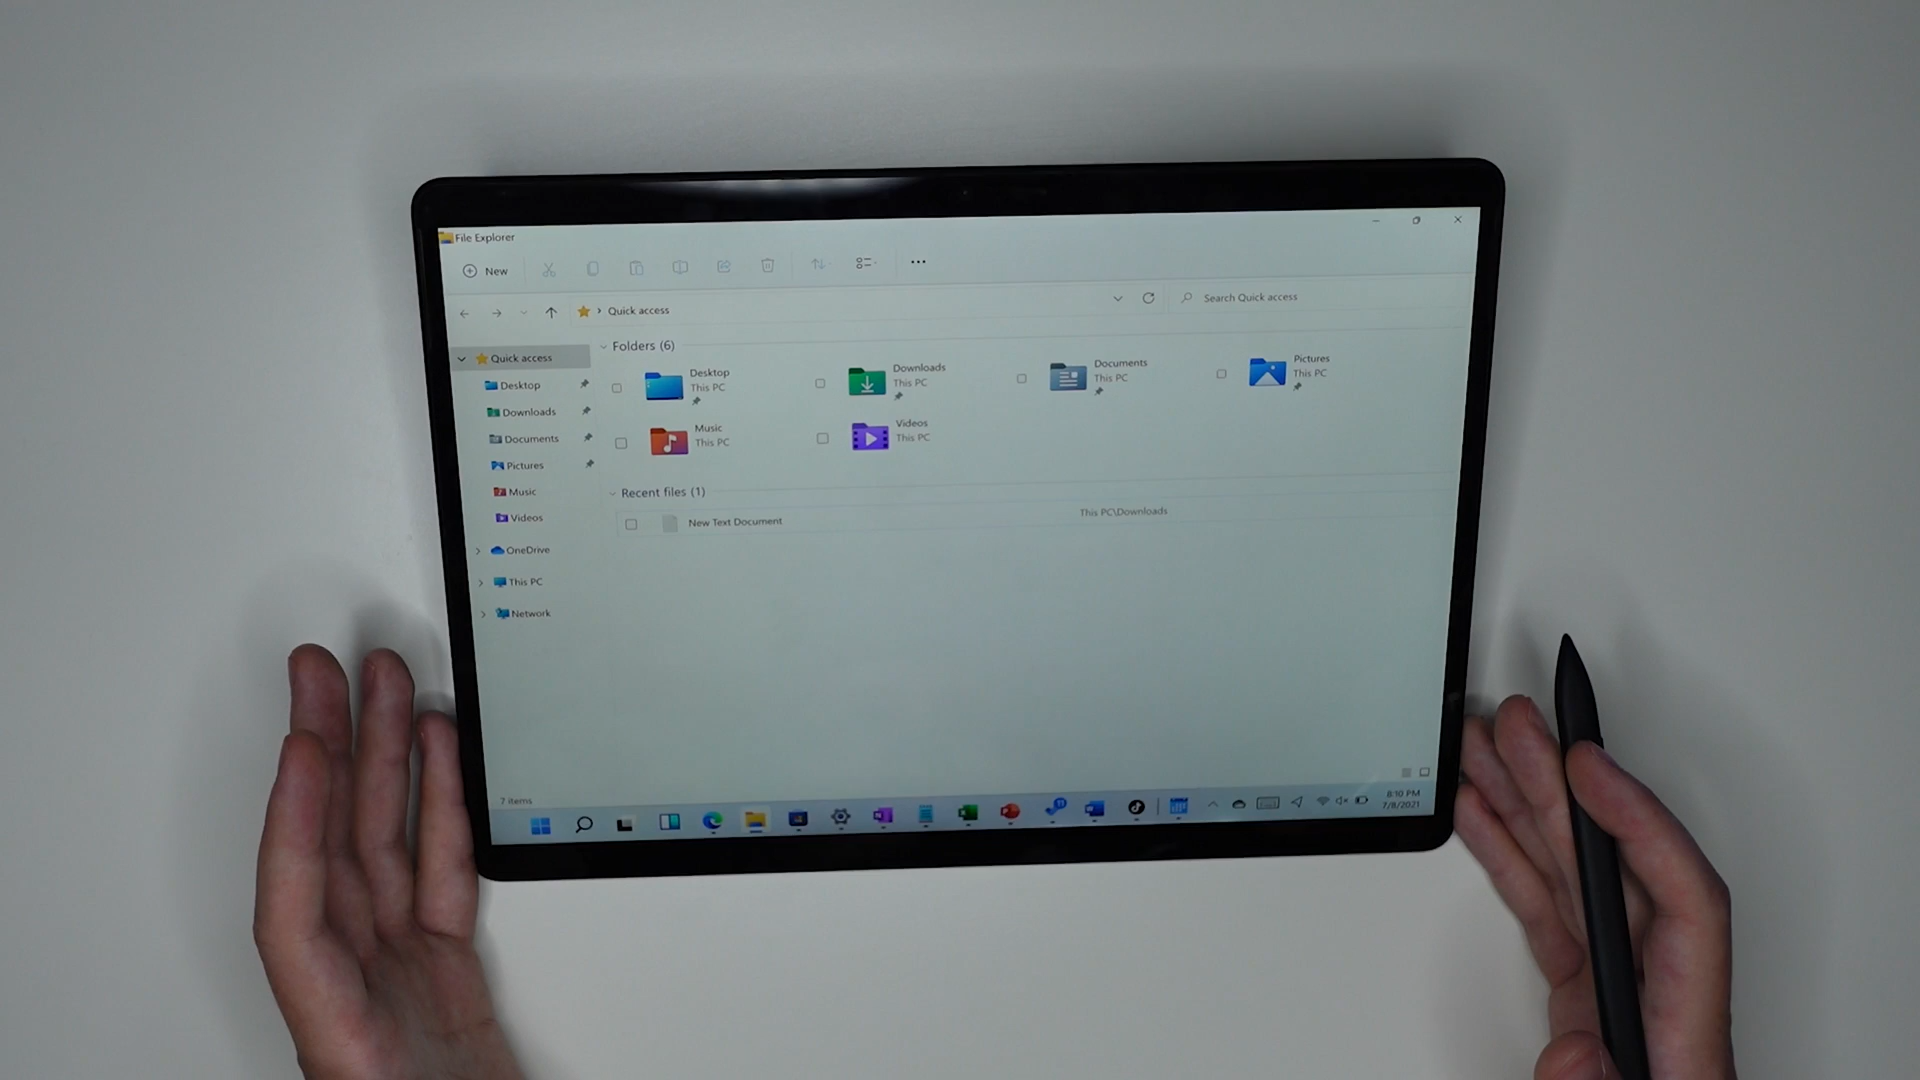 File Explorer
New
Quick access
Search Quick access
Quick access
Desktop
Downloads
Documents
Pictures
Music
Videos
OneDrive
This PC
Network
Folders (6)
Desktop
This PC
Downloads
This PC
Documents
This PC
Pictures
This PC
Music
This PC
Videos
This PC
Recent files (1)
New Text Document
This PC\Downloads
7 items
11
8:10 PM
7/8/2021